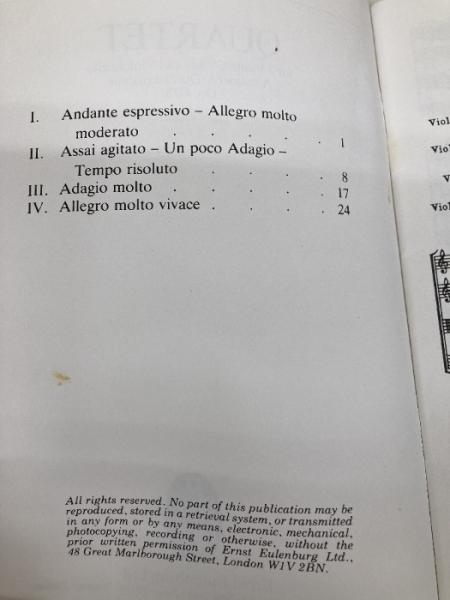 QUARTET
I. Andante espressivo – Allegro molto
moderato . . . . 1
II. Assai agitato – Un poco Adagio –
Tempo risoluto . . . . 8
III. Adagio molto . . . . . 17
IV. Allegro molto vivace . . . . 24
All rights reserved. No part of this publication may be
reproduced, stored in a retrieval system, or transmitted
in any form or by any means, electronic, mechanical,
photocopying, recording or otherwise, without the
prior written permission of Ernst Eulenburg Ltd.,
48 Great Marlborough Street, London W1V 2BN.
Viol
Viol
V
Viol